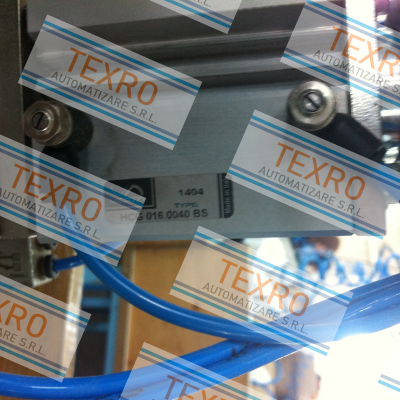 TEXRO
AUTOMATIZARE S.R.L.
TEXRO
AUTOMATIZARE S.R.L.
1404
TYPE:
HCG 016 0040 BS
TEXRO
AUTOMATIZARE S.R.L.
TEXRO
AUTOMATIZARE S.R.L.
TEXRO
AUTOMATIZARE S.R.L.
TEXRO
S.R.L.
TEXRO